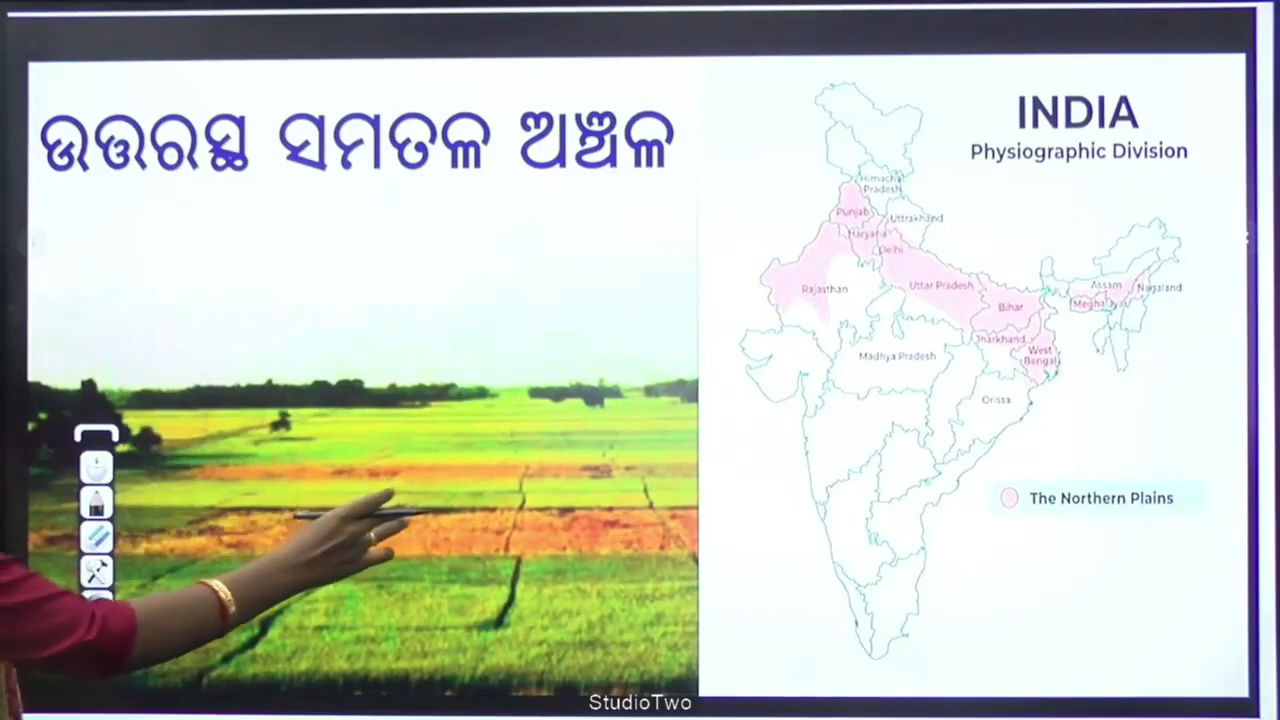 ଉତ୍ତରସ୍ଥ ସମତଳ ଅଞ୍ଚଳ
INDIA
Physiographic Division
Himachal
Pradesh
Punjab
Uttrakhand
Haryana
Delhi
Rajasthan
Uttar Pradesh
Bihar
Assam
Nagaland
Meghalaya
Jharkhand
West
Bengal
Madhya Pradesh
Orissa
The Northern Plains
StudioTwo